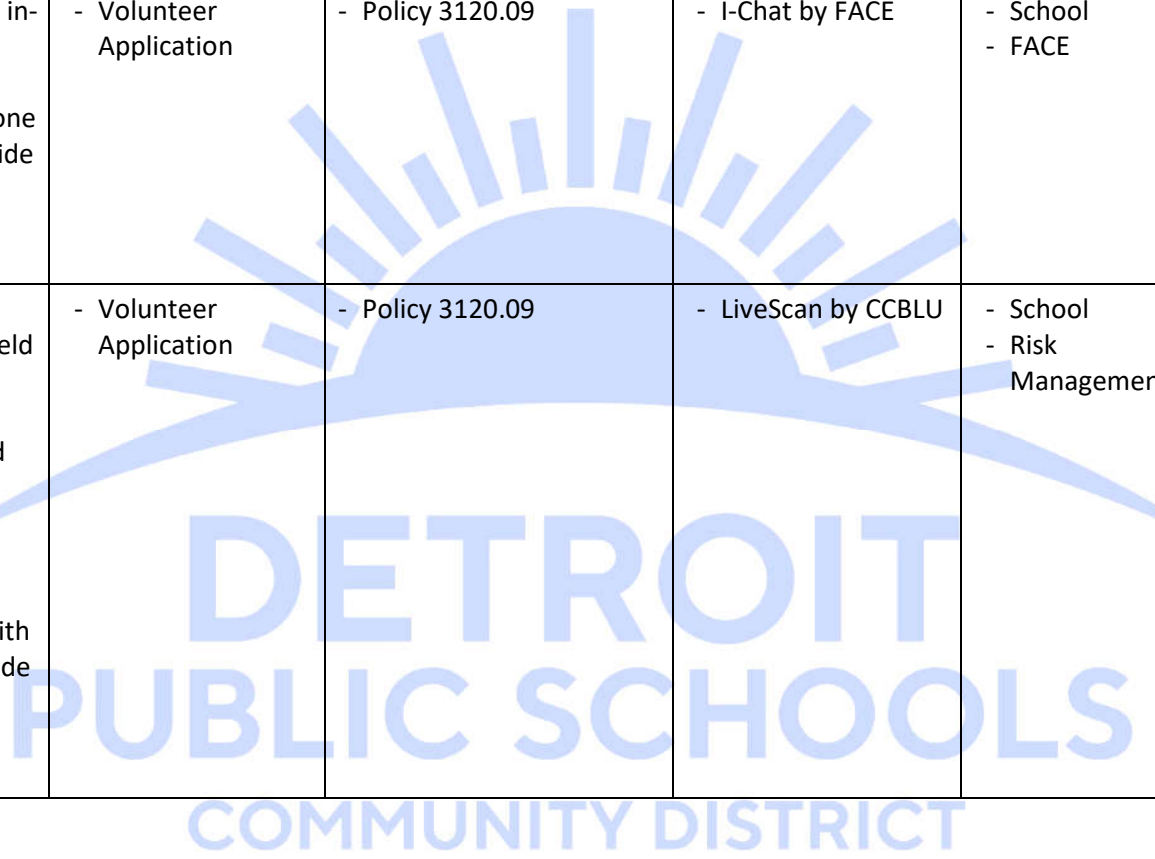 in-
one
ide
- Volunteer
Application
- Policy 3120.09
- I-Chat by FACE
- School
- FACE
eld
d
ith
de
- Volunteer
Application
- Policy 3120.09
- LiveScan by CCBLU
- School
- Risk
Managemen
DETROIT
PUBLIC SCHOOLS
COMMUNITY DISTRICT